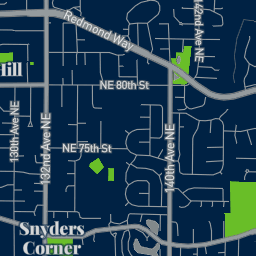 Redmond Way
142nd Ave NE
Hill
NE 80th St
130th Ave NE
132nd Ave NE
NE 75th St
140th Ave NE
Snyders
Corner